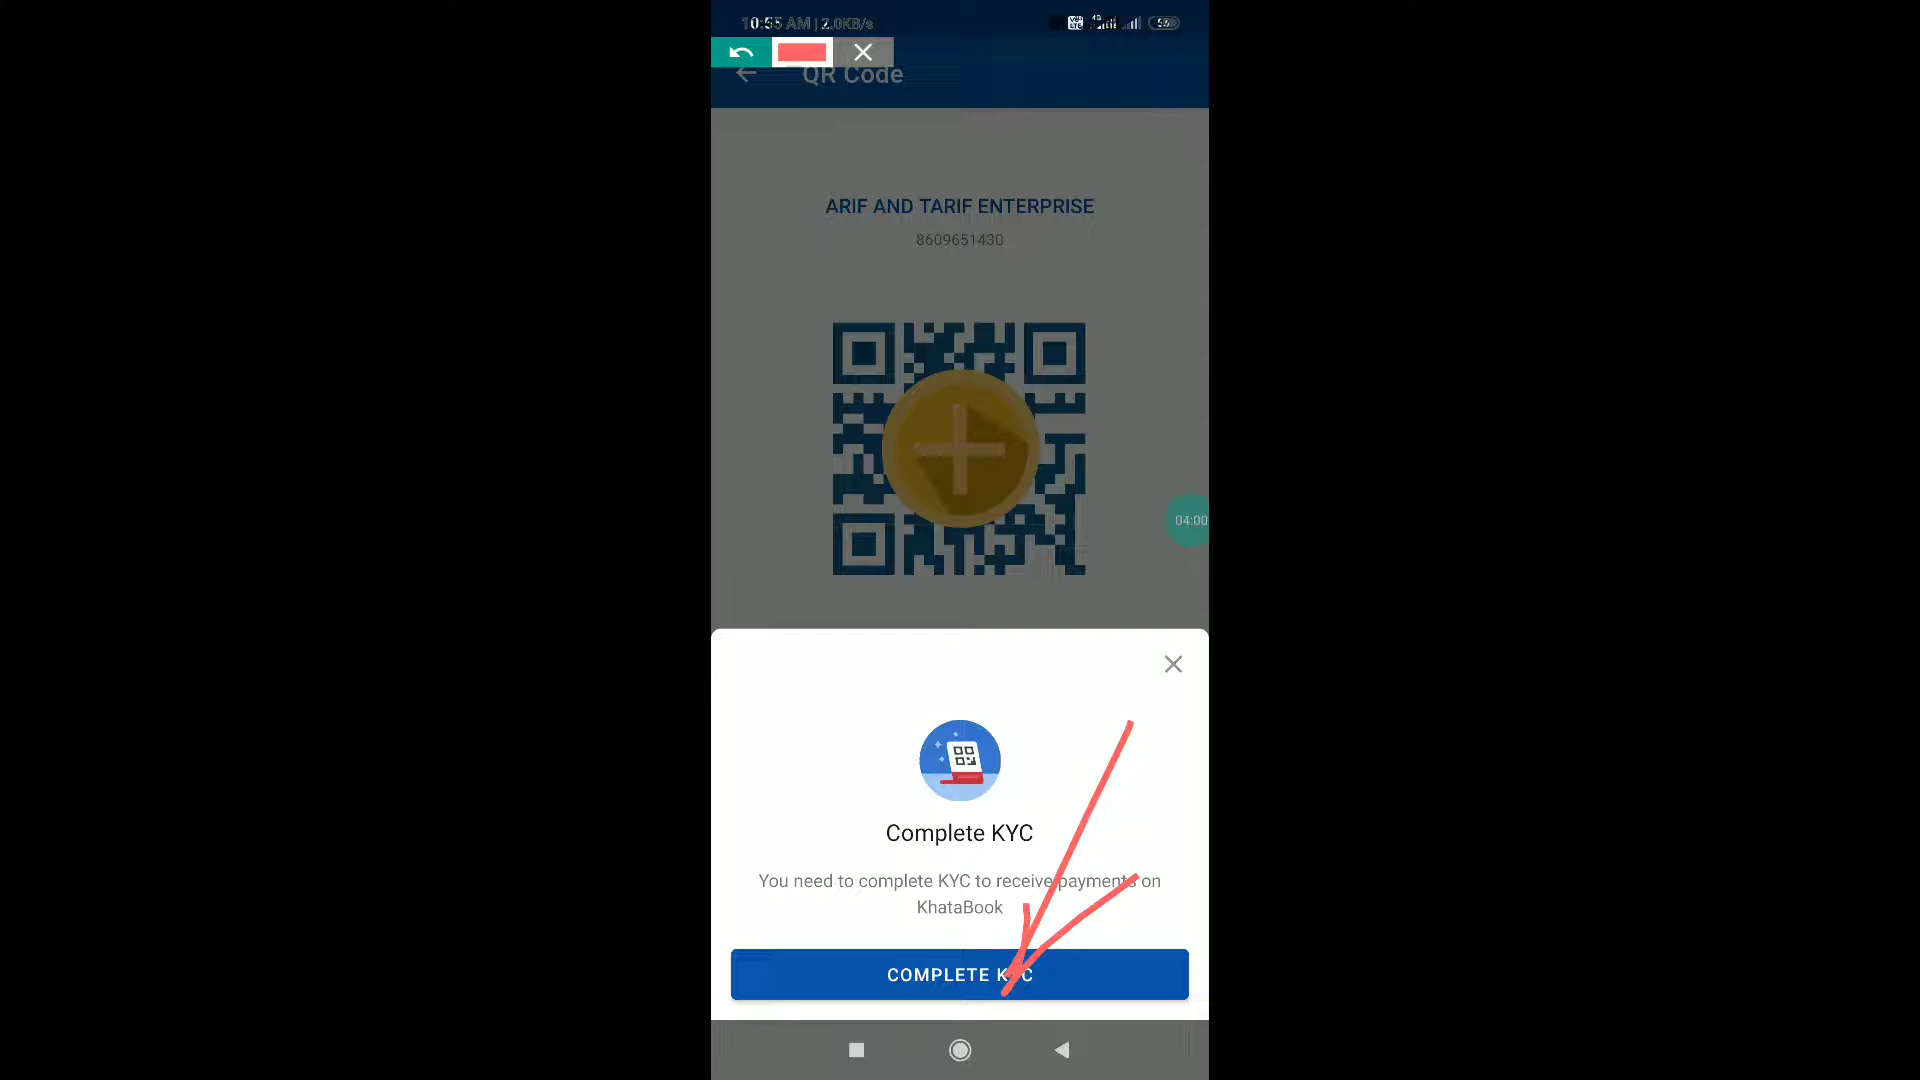 10:55 AM | 2.0KB/s
QR Code
ARIF AND TARIF ENTERPRISE
8609651430
04:00
Complete KYC
You need to complete KYC to receive payments on
KhataBook
COMPLETE KYC